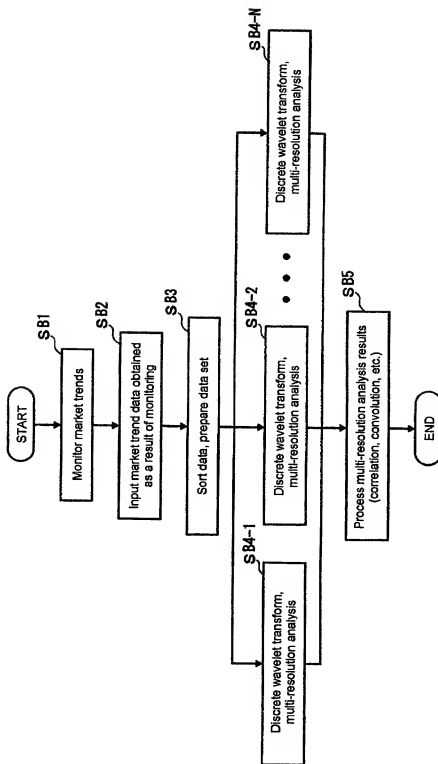 START
SB1
Monitor market trends
SB2
Input market trend data obtained
as a result of monitoring
SB3
Sort data, prepare data set
SB4-1
Discrete wavelet transform,
multi-resolution analysis
SB4-2
Discrete wavelet transform,
multi-resolution analysis
• • •
SB4-N
Discrete wavelet transform,
multi-resolution analysis
SB5
Process multi-resolution analysis results
(correlation, convolution, etc.)
END